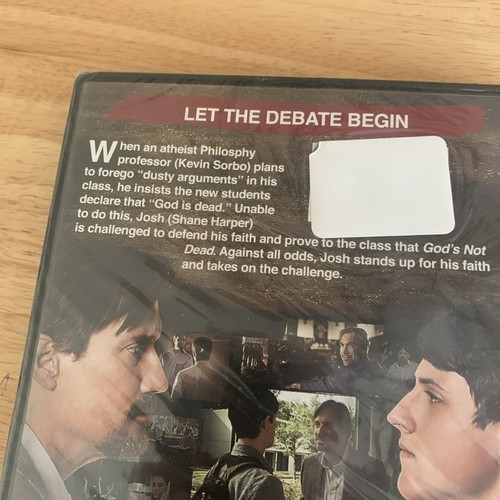 LET THE DEBATE BEGIN
When an atheist Philosphy
professor (Kevin Sorbo) plans
to forego "dusty arguments" in his
class, he insists the new students
declare that "God is dead." Unable
to do this, Josh (Shane Harper)
is challenged to defend his faith and prove to the class that God's Not
Dead. Against all odds, Josh stands up for his faith
and takes on the challenge.